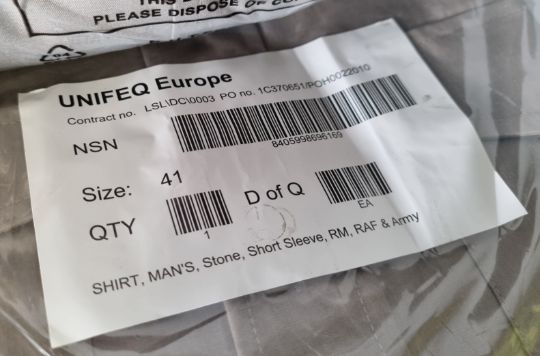 PLEASE DISPOSE OF
UNIFEQ Europe
Contract no. LSL\DC\0003 PO no. 1C370651/POH0022010
NSN
8405998696169
Size: 41
QTY 1 D of Q EA
SHIRT, MAN'S, Stone, Short Sleeve, RM, RAF & Army